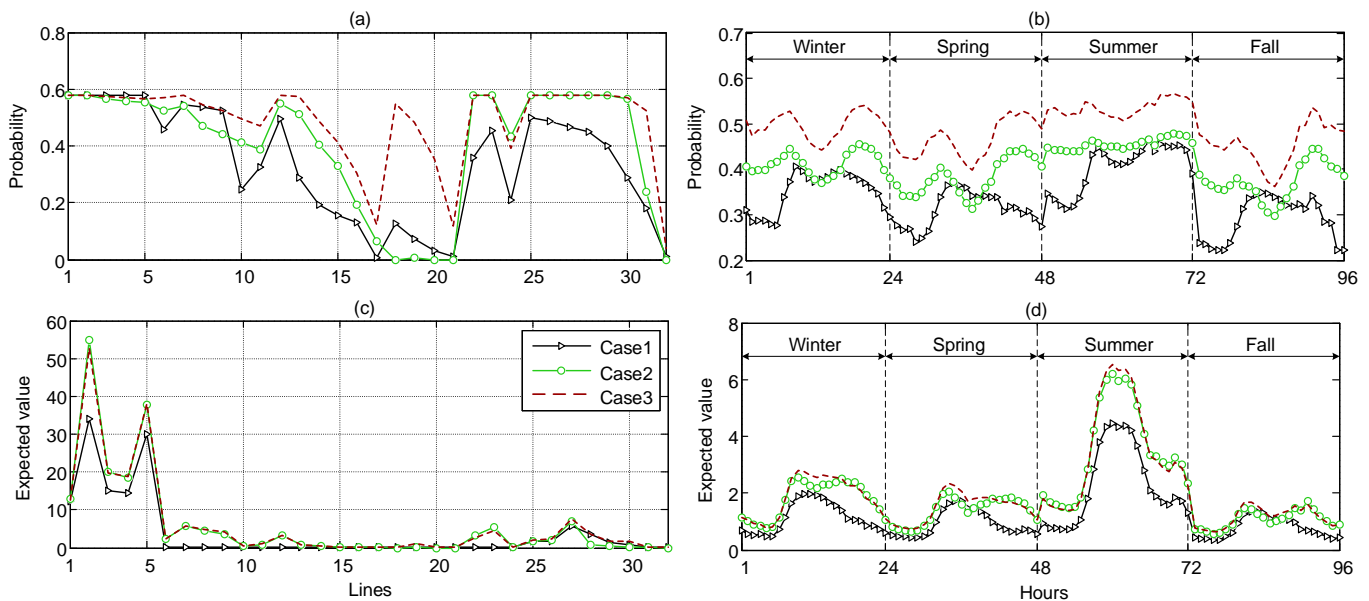 (a)
Probability
0.8
0.6
0.4
0.2
0
1 5 10 15 20 25 30
(b)
Probability
0.7
0.6
0.5
0.4
0.3
0.2
Winter Spring Summer Fall
1 24 48 72 96
(c)
Expected value
60
50
40
30
20
10
0
Case1
Case2
Case3
1 5 10 15 20 25 30
Lines
(d)
Expected value
8
6
4
2
0
Winter Spring Summer Fall
1 24 48 72 96
Hours